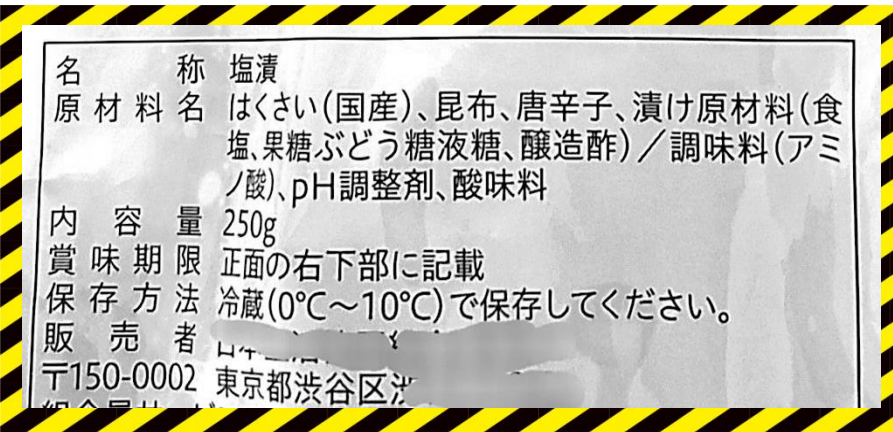 名称 塩漬
原材料名 はくさい(国産)、昆布、唐辛子、漬け原材料(食
塩、果糖ぶどう糖液糖、醸造酢)/調味料(アミ
ノ酸)、pH調整剤、酸味料
内容量 250g
賞味期限 正面の右下部に記載
保存方法 冷蔵(0℃~10℃)で保存してください。
販売者
〒150-0002 東京都渋谷区渋